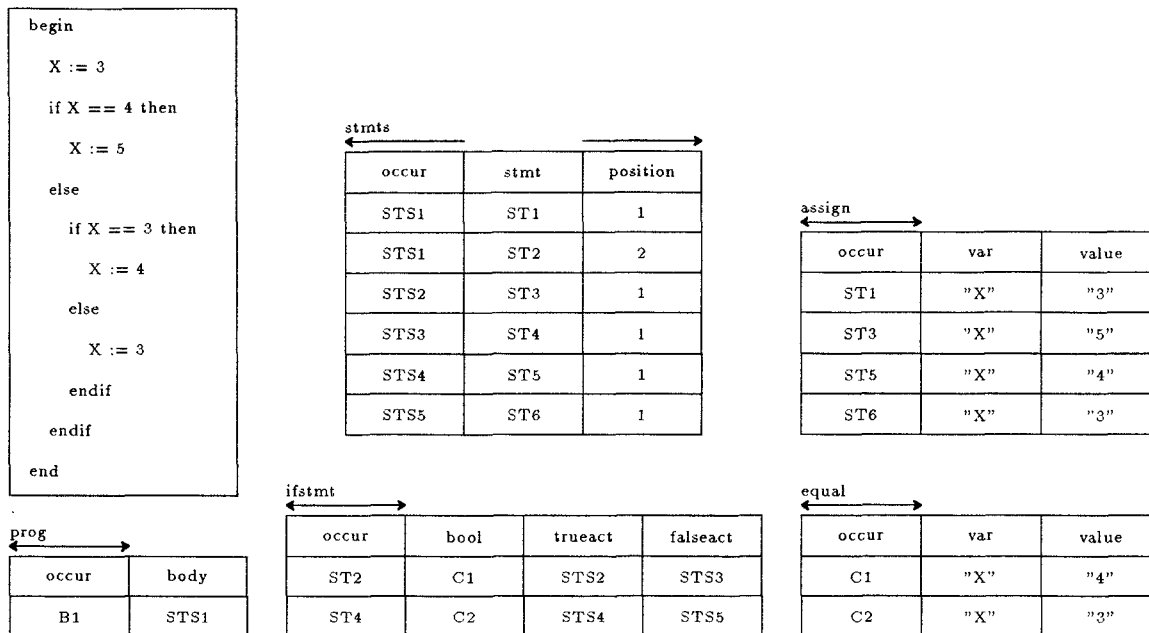 begin
X := 3
if X == 4 then
X := 5
else
if X == 3 then
X := 4
else
X := 3
endif
endif
end
stmts
occur stmt position
STS1 ST1 1
STS1 ST2 2
STS2 ST3 1
STS3 ST4 1
STS4 ST5 1
STS5 ST6 1
assign
occur var value
ST1 "X" "3"
ST3 "X" "5"
ST5 "X" "4"
ST6 "X" "3"
prog
occur body
B1 STS1
ifstmt
occur bool trueact falseact
ST2 C1 STS2 STS3
ST4 C2 STS4 STS5
equal
occur var value
C1 "X" "4"
C2 "X" "3"